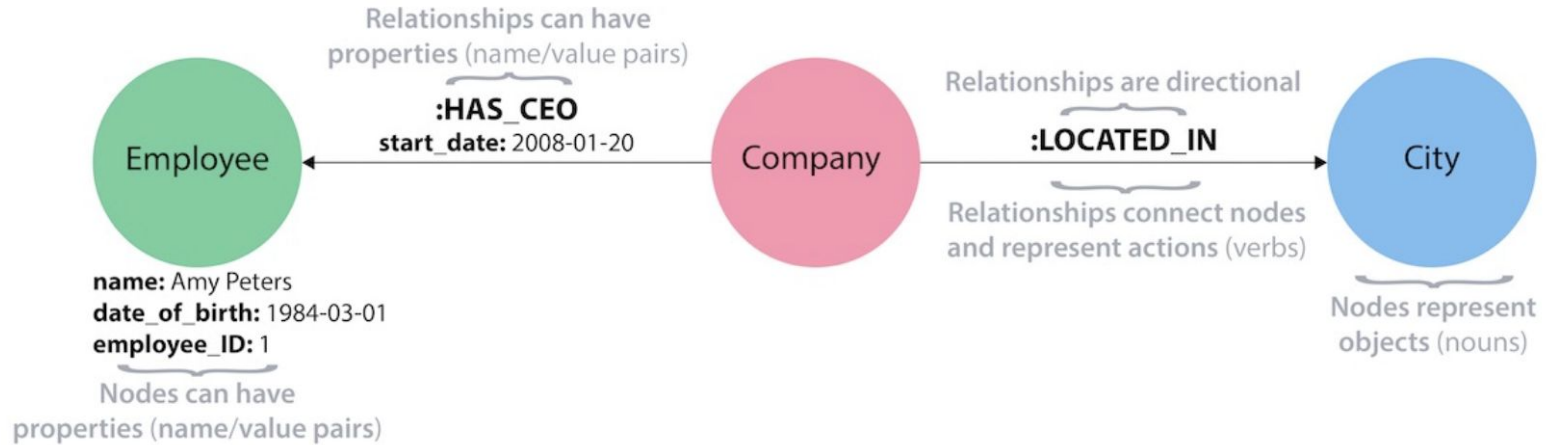 Relationships can have
properties (name/value pairs)
:HAS_CEO
start_date: 2008-01-20
Employee
Company
Relationships are directional
:LOCATED_IN
City
Relationships connect nodes
and represent actions (verbs)
name: Amy Peters
date_of_birth: 1984-03-01
employee_ID: 1
Nodes can have
properties (name/value pairs)
Nodes represent
objects (nouns)